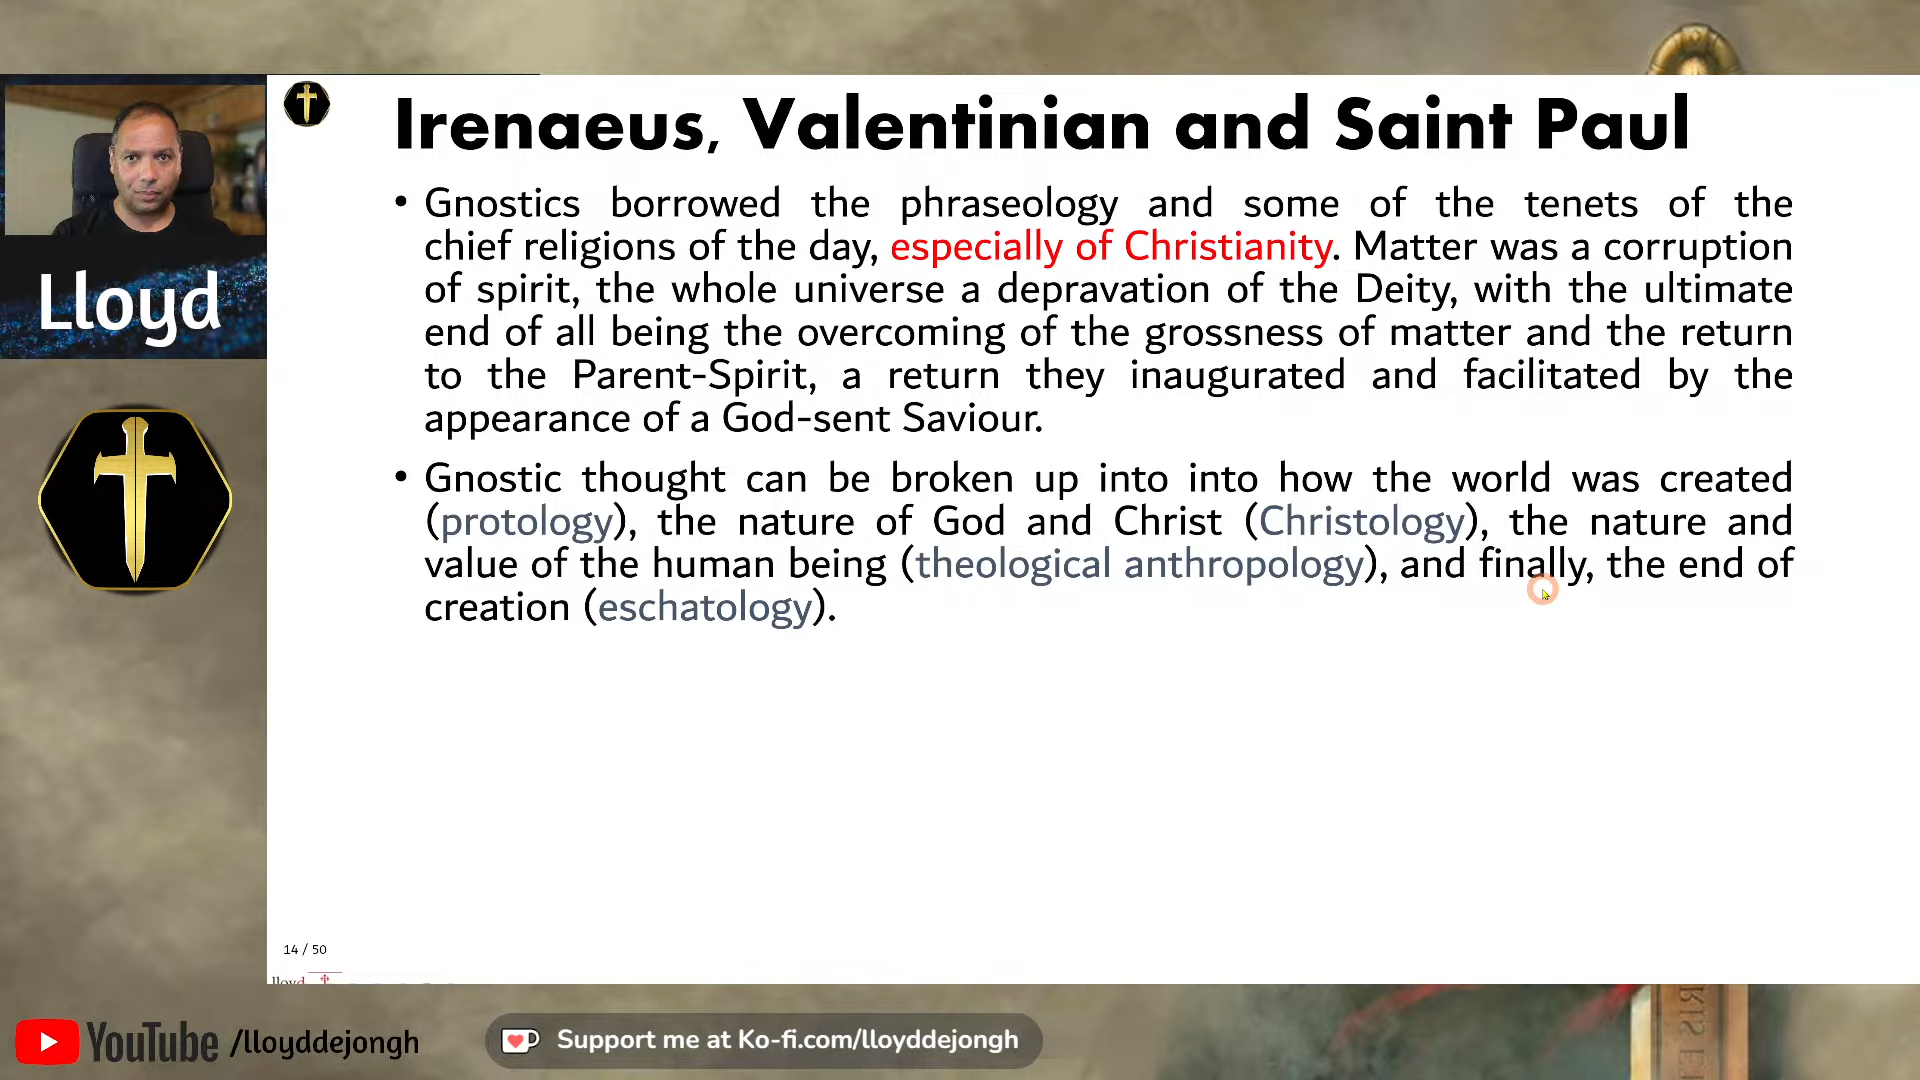 Lloyd
Irenaeus, Valentinian and Saint Paul
• Gnostics borrowed the phraseology and some of the tenets of the
chief religions of the day, especially of Christianity. Matter was a corruption
of spirit, the whole universe a depravation of the Deity, with the ultimate
end of all being the overcoming of the grossness of matter and the return
to the Parent-Spirit, a return they inaugurated and facilitated by the
appearance of a God-sent Saviour.
• Gnostic thought can be broken up into into how the world was created
(protology), the nature of God and Christ (Christology), the nature and
value of the human being (theological anthropology), and finally, the end of
creation (eschatology).
14 / 50
YouTube /lloyddejongh
Support me at Ko-fi.com/lloyddejongh